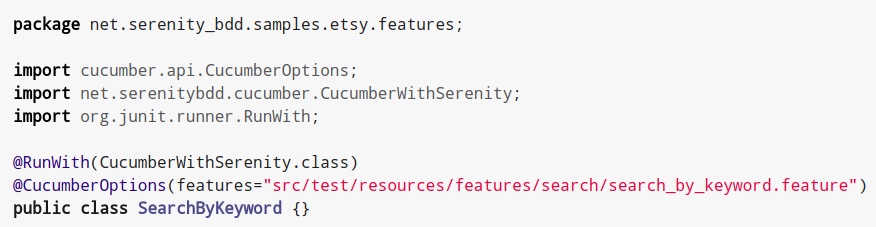 package net.serenity_bdd.samples.etsy.features;
import cucumber.api.CucumberOptions;
import net.serenitybdd.cucumber.CucumberWithSerenity;
import org.junit.runner.RunWith;
@RunWith(CucumberWithSerenity.class)
@CucumberOptions(features="src/test/resources/features/search/search_by_keyword.feature")
public class SearchByKeyword {}